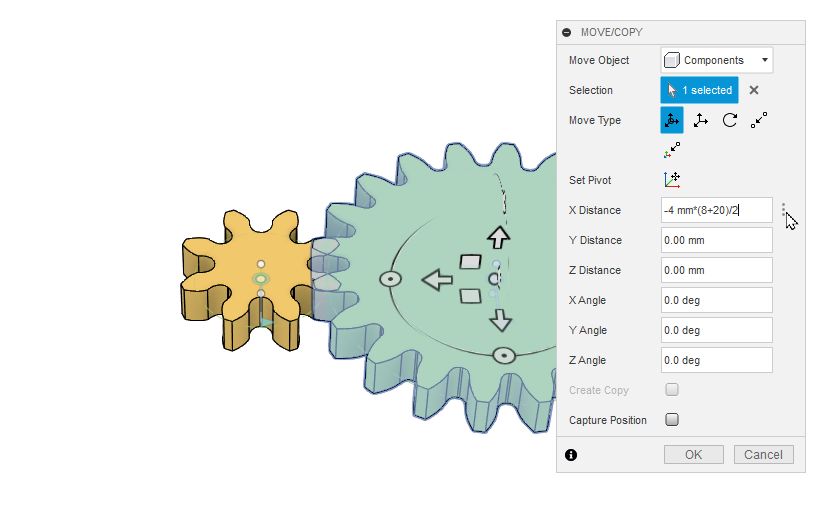 MOVE/COPY
Move Object Components
Selection 1 selected
Move Type
Set Pivot
X Distance -4 mm*(8+20)/2
Y Distance 0.00 mm
Z Distance 0.00 mm
X Angle 0.0 deg
Y Angle 0.0 deg
Z Angle 0.0 deg
Create Copy
Capture Position
OK Cancel